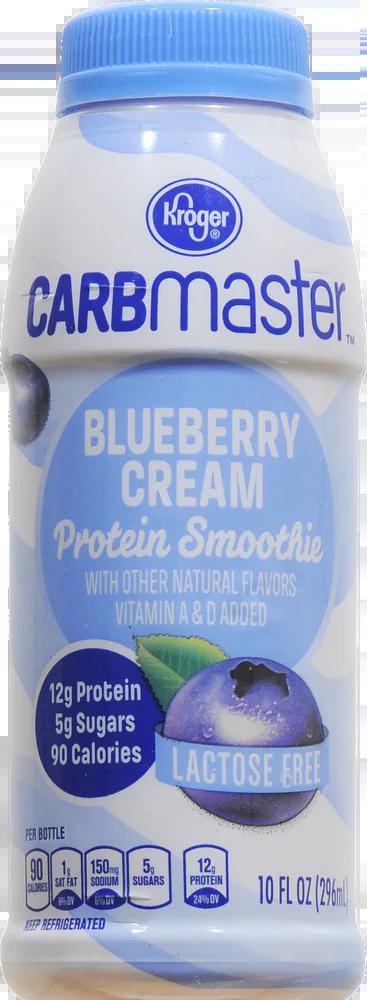 Kroger®
CARBmaster™
BLUEBERRY
CREAM
Protein Smoothie
WITH OTHER NATURAL FLAVORS
VITAMIN A & D ADDED
12g Protein
5g Sugars
90 Calories
LACTOSE FREE
PER BOTTLE
90 CALORIES
1g SAT FAT 6% DV
150mg SODIUM 6% DV
5g SUGARS
12g PROTEIN 24% DV
10 FL OZ (296mL)
KEEP REFRIGERATED